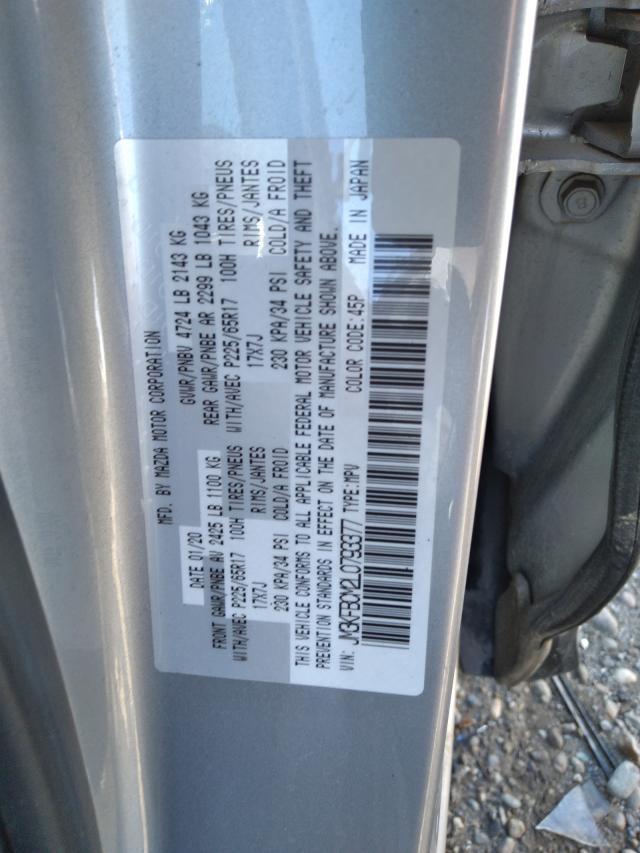 MFD. BY MAZDA MOTOR CORPORATION
DATE 01/20 GVWR/PNBV 4724 LB 2143 KG
FRONT GAWR/PNBE AV 2425 LB 1100 KG REAR GAWR/PNBE AR 2299 LB 1043 KG
WITH/AVEC P225/65R17 100H TIRES/PNEUS WITH/AVEC P225/65R17 100H TIRES/PNEUS
17X7J RIMS/JANTES 17X7J RIMS/JANTES
230 KPA/34 PSI COLD/A FROID 230 KPA/34 PSI COLD/A FROID
THIS VEHICLE CONFORMS TO ALL APPLICABLE FEDERAL MOTOR VEHICLE SAFETY AND THEFT
PREVENTION STANDARDS IN EFFECT ON THE DATE OF MANUFACTURE SHOWN ABOVE.
VIN: JM3KFBCM2L0793377 TYPE:MPV COLOR CODE:45P MADE IN JAPAN